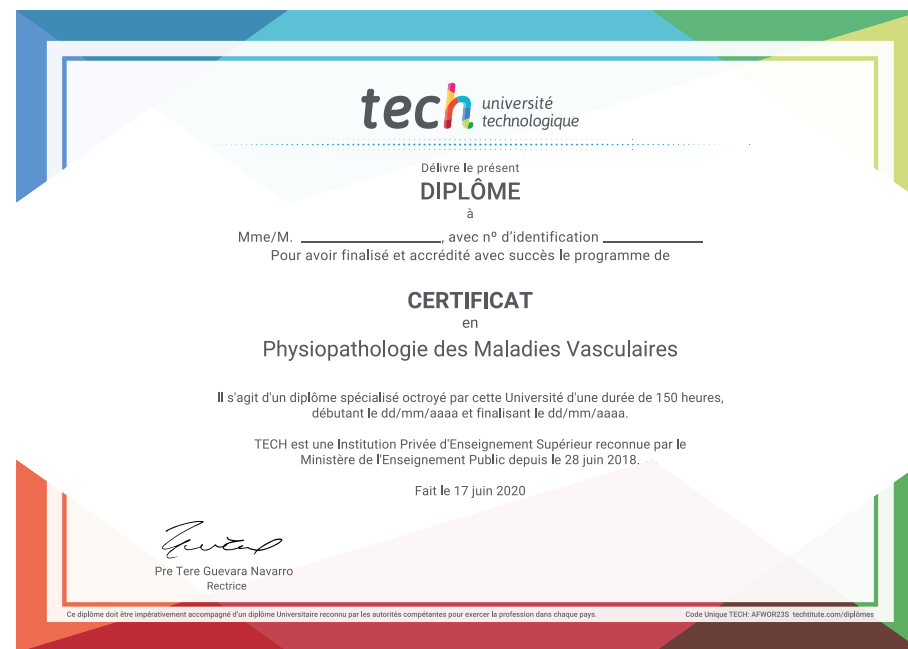 tech université
technologique
Délivre le présent
DIPLÔME
à
Mme/M. ____________________, avec nº d'identification ______________
Pour avoir finalisé et accrédité avec succès le programme de
CERTIFICAT
en
Physiopathologie des Maladies Vasculaires
Il s'agit d'un diplôme spécialisé octroyé par cette Université d'une durée de 150 heures,
débutant le dd/mm/aaaa et finalisant le dd/mm/aaaa.
TECH est une Institution Privée d'Enseignement Supérieur reconnue par le
Ministère de l'Enseignement Public depuis le 28 juin 2018.
Fait le 17 juin 2020
Pre Tere Guevara Navarro
Rectrice
Ce diplôme doit être impérativement accompagné d'un diplôme Universitaire reconnu par les autorités compétantes pour exercer la profession dans chaque pays.
Code Unique TECH: AFWOR23S techtitute.com/diplômes